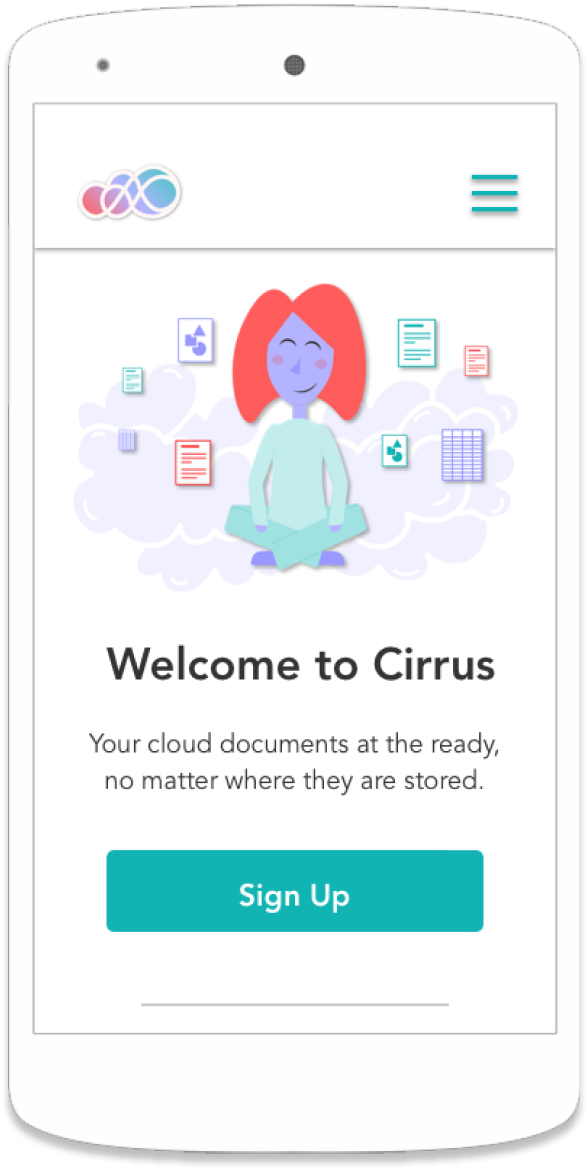 Welcome to Cirrus
Your cloud documents at the ready,
no matter where they are stored.
Sign Up